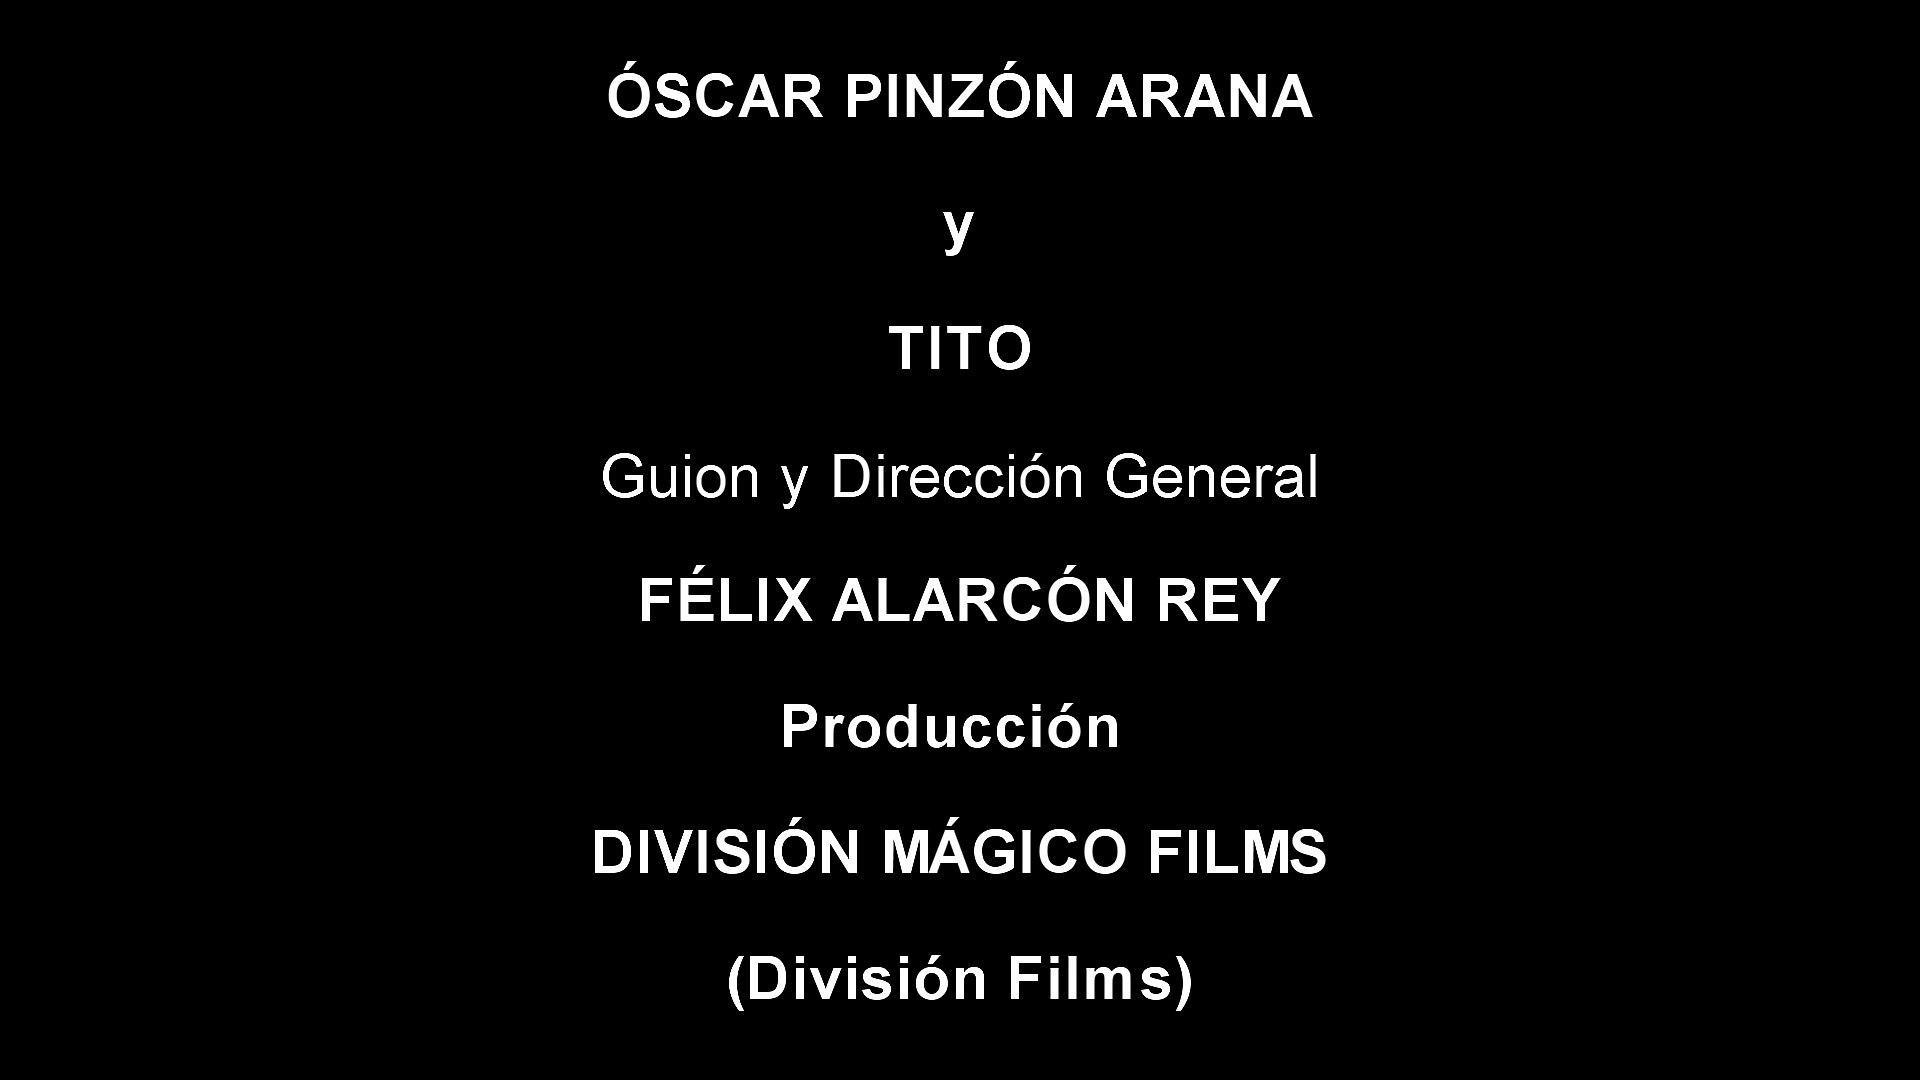 ÓSCAR PINZÓN ARANA
y
TITO
Guion y Dirección General
FÉLIX ALARCÓN REY
Producción
DIVISIÓN MÁGICO FILMS
(División Films)